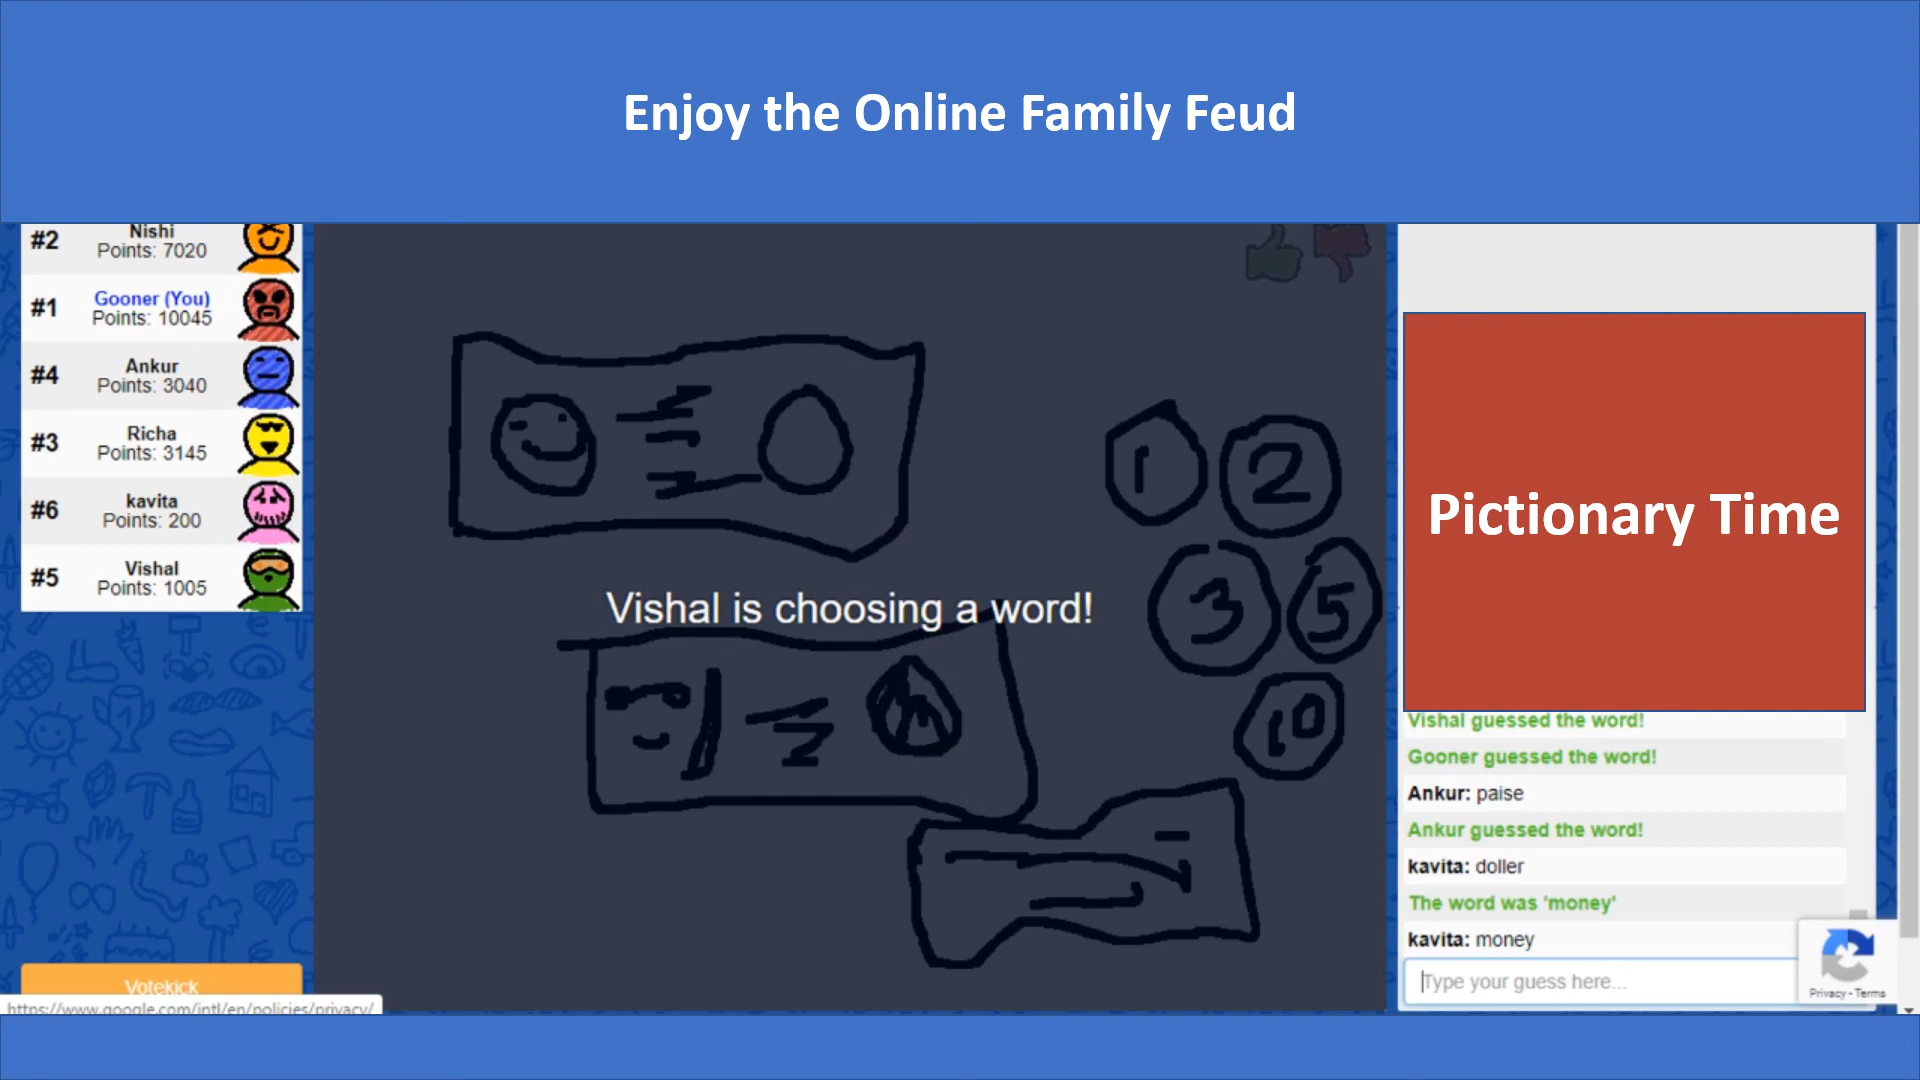 Enjoy the Online Family Feud
#2 Nishi
Points: 7020
#1 Gooner (You)
Points: 10045
#4 Ankur
Points: 3040
#3 Richa
Points: 3145
#6 kavita
Points: 200
#5 Vishal
Points: 1005
Votekick
https://www.google.com/intl/en/policies/privacy/
1 2
3 5
10
Vishal is choosing a word!
Pictionary Time
Vishal guessed the word!
Gooner guessed the word!
Ankur: paise
Ankur guessed the word!
kavita: doller
The word was 'money'
kavita: money
Type your guess here...
Privacy - Terms